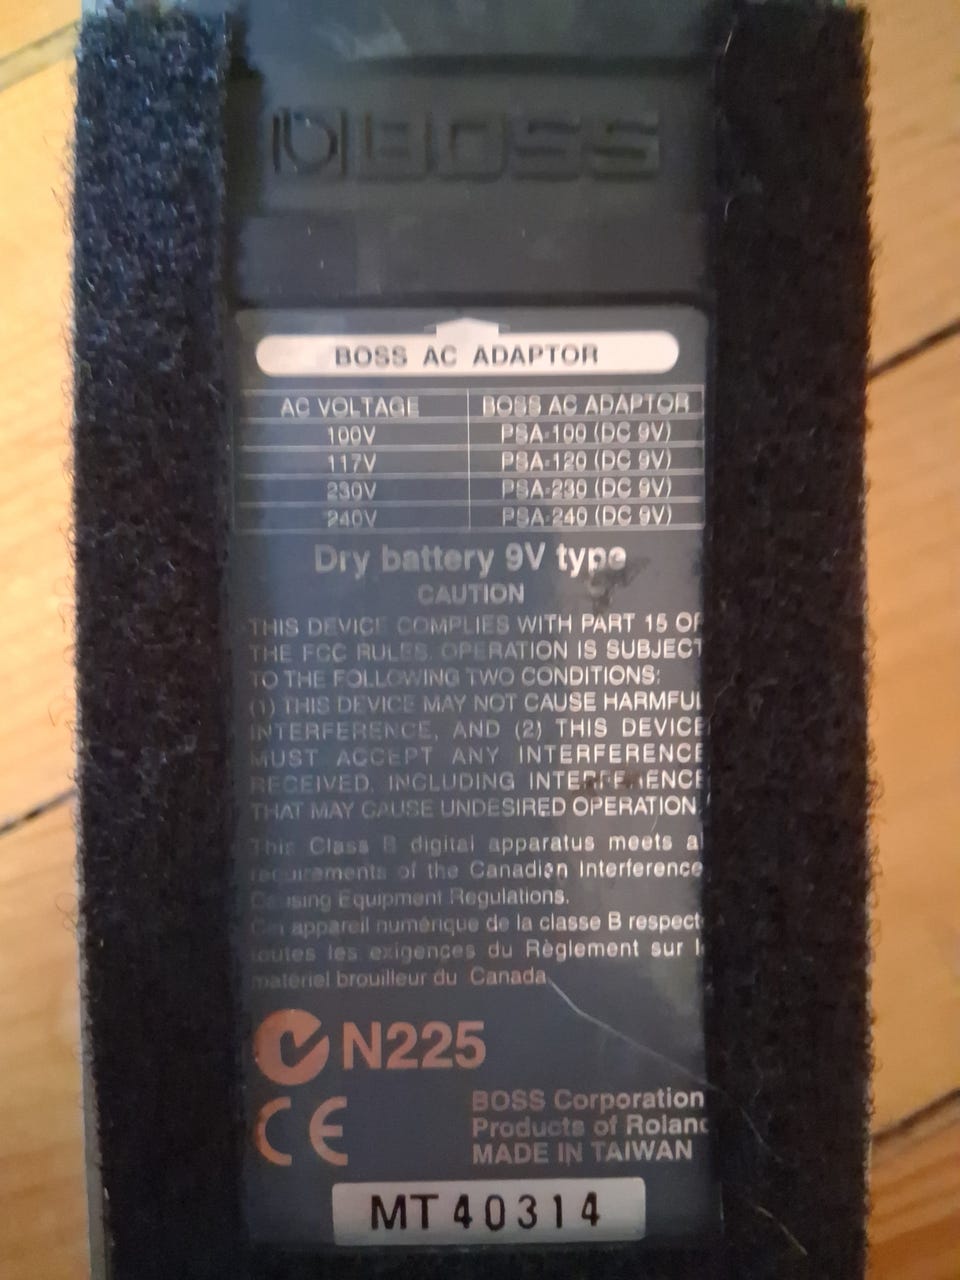 BOSS
BOSS AC ADAPTOR
AC VOLTAGE BOSS AC ADAPTOR
100V PSA-100 (DC 9V)
117V PSA-120 (DC 9V)
230V PSA-230 (DC 9V)
240V PSA-240 (DC 9V)
Dry battery 9V type
CAUTION
THIS DEVICE COMPLIES WITH PART 15 OF
THE FCC RULES. OPERATION IS SUBJECT
TO THE FOLLOWING TWO CONDITIONS:
(1) THIS DEVICE MAY NOT CAUSE HARMFUL
INTERFERENCE, AND (2) THIS DEVICE
MUST ACCEPT ANY INTERFERENCE
RECEIVED, INCLUDING INTERFERENCE
THAT MAY CAUSE UNDESIRED OPERATION.
This Class B digital apparatus meets al
requirements of the Canadian Interference
Causing Equipment Regulations.
Cet appareil numérique de la classe B respect
toutes les exigences du Règlement sur l
matériel brouilleur du Canada
N225
CE BOSS Corporation
Products of Roland
MADE IN TAIWAN
MT40314